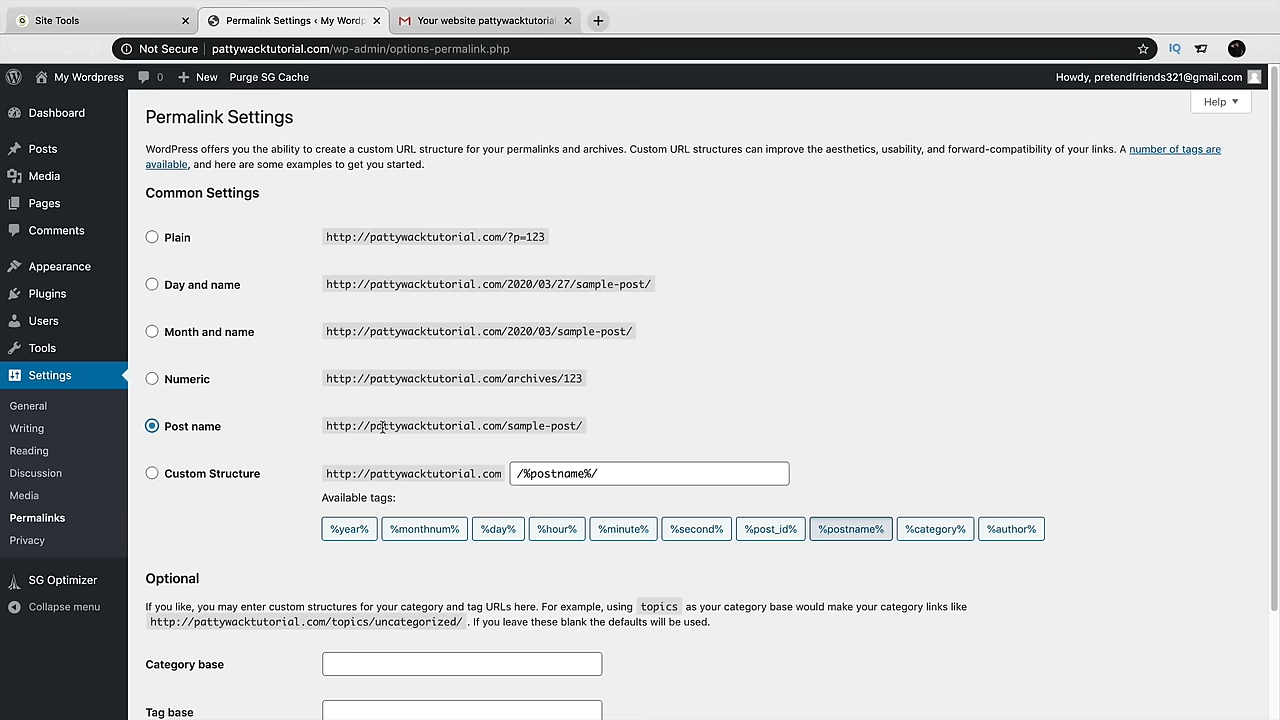 Site Tools
Permalink Settings ‹ My Wordp
Your website pattywacktutoria
Not Secure pattywacktutorial.com/wp-admin/options-permalink.php
IQ
My Wordpress 0 New Purge SG Cache Howdy, pretendfriends321@gmail.com
Help
Dashboard
Posts
Media
Pages
Comments
Appearance
Plugins
Users
Tools
Settings
General
Writing
Reading
Discussion
Media
Permalinks
Privacy
SG Optimizer
Collapse menu
Permalink Settings
WordPress offers you the ability to create a custom URL structure for your permalinks and archives. Custom URL structures can improve the aesthetics, usability, and forward-compatibility of your links. A number of tags are
available, and here are some examples to get you started.
Common Settings
Plain http://pattywacktutorial.com/?p=123
Day and name http://pattywacktutorial.com/2020/03/27/sample-post/
Month and name http://pattywacktutorial.com/2020/03/sample-post/
Numeric http://pattywacktutorial.com/archives/123
Post name http://pattywacktutorial.com/sample-post/
Custom Structure http://pattywacktutorial.com /%postname%/
Available tags:
%year% %monthnum% %day% %hour% %minute% %second% %post_id% %postname% %category% %author%
Optional
If you like, you may enter custom structures for your category and tag URLs here. For example, using topics as your category base would make your category links like
http://pattywacktutorial.com/topics/uncategorized/ . If you leave these blank the defaults will be used.
Category base
Tag base